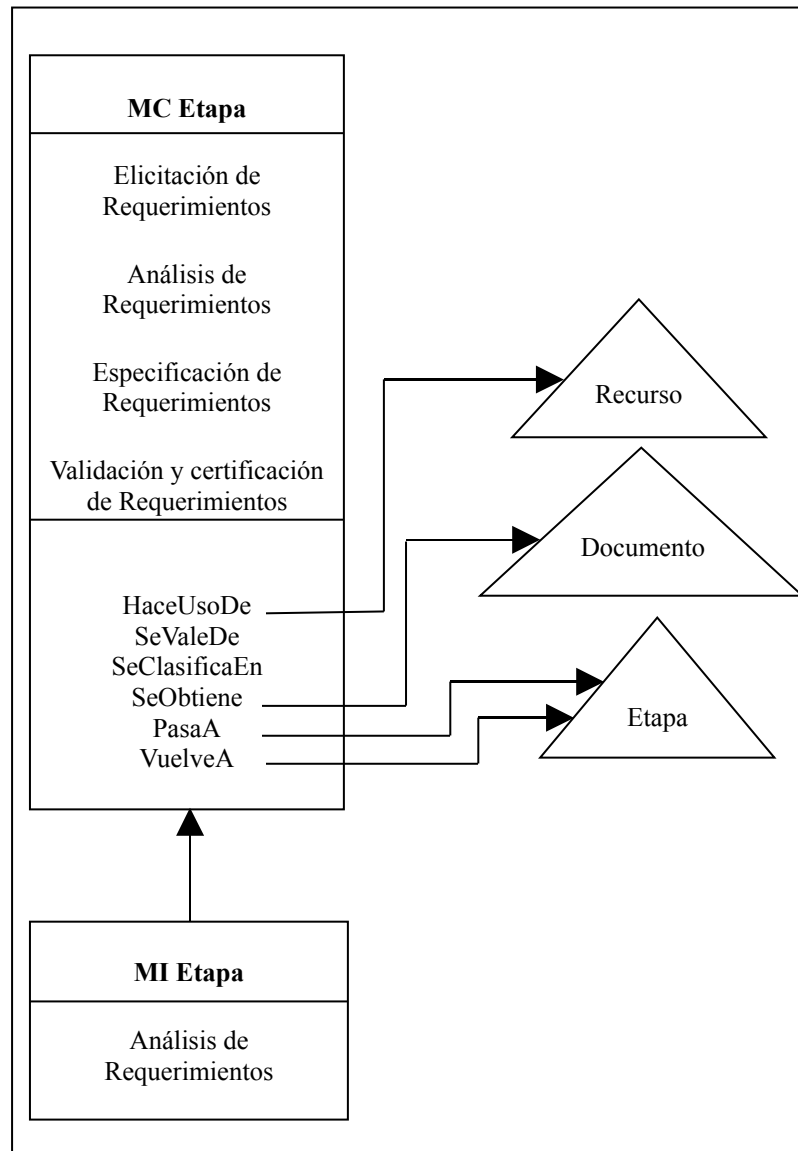 MC Etapa
Elicitación de
Requerimientos
Análisis de
Requerimientos
Especificación de
Requerimientos
Validación y certificación
de Requerimientos
HaceUsoDe
SeValeDe
SeClasificaEn
SeObtiene
PasaA
VuelveA
Recurso
Documento
Etapa
MI Etapa
Análisis de
Requerimientos